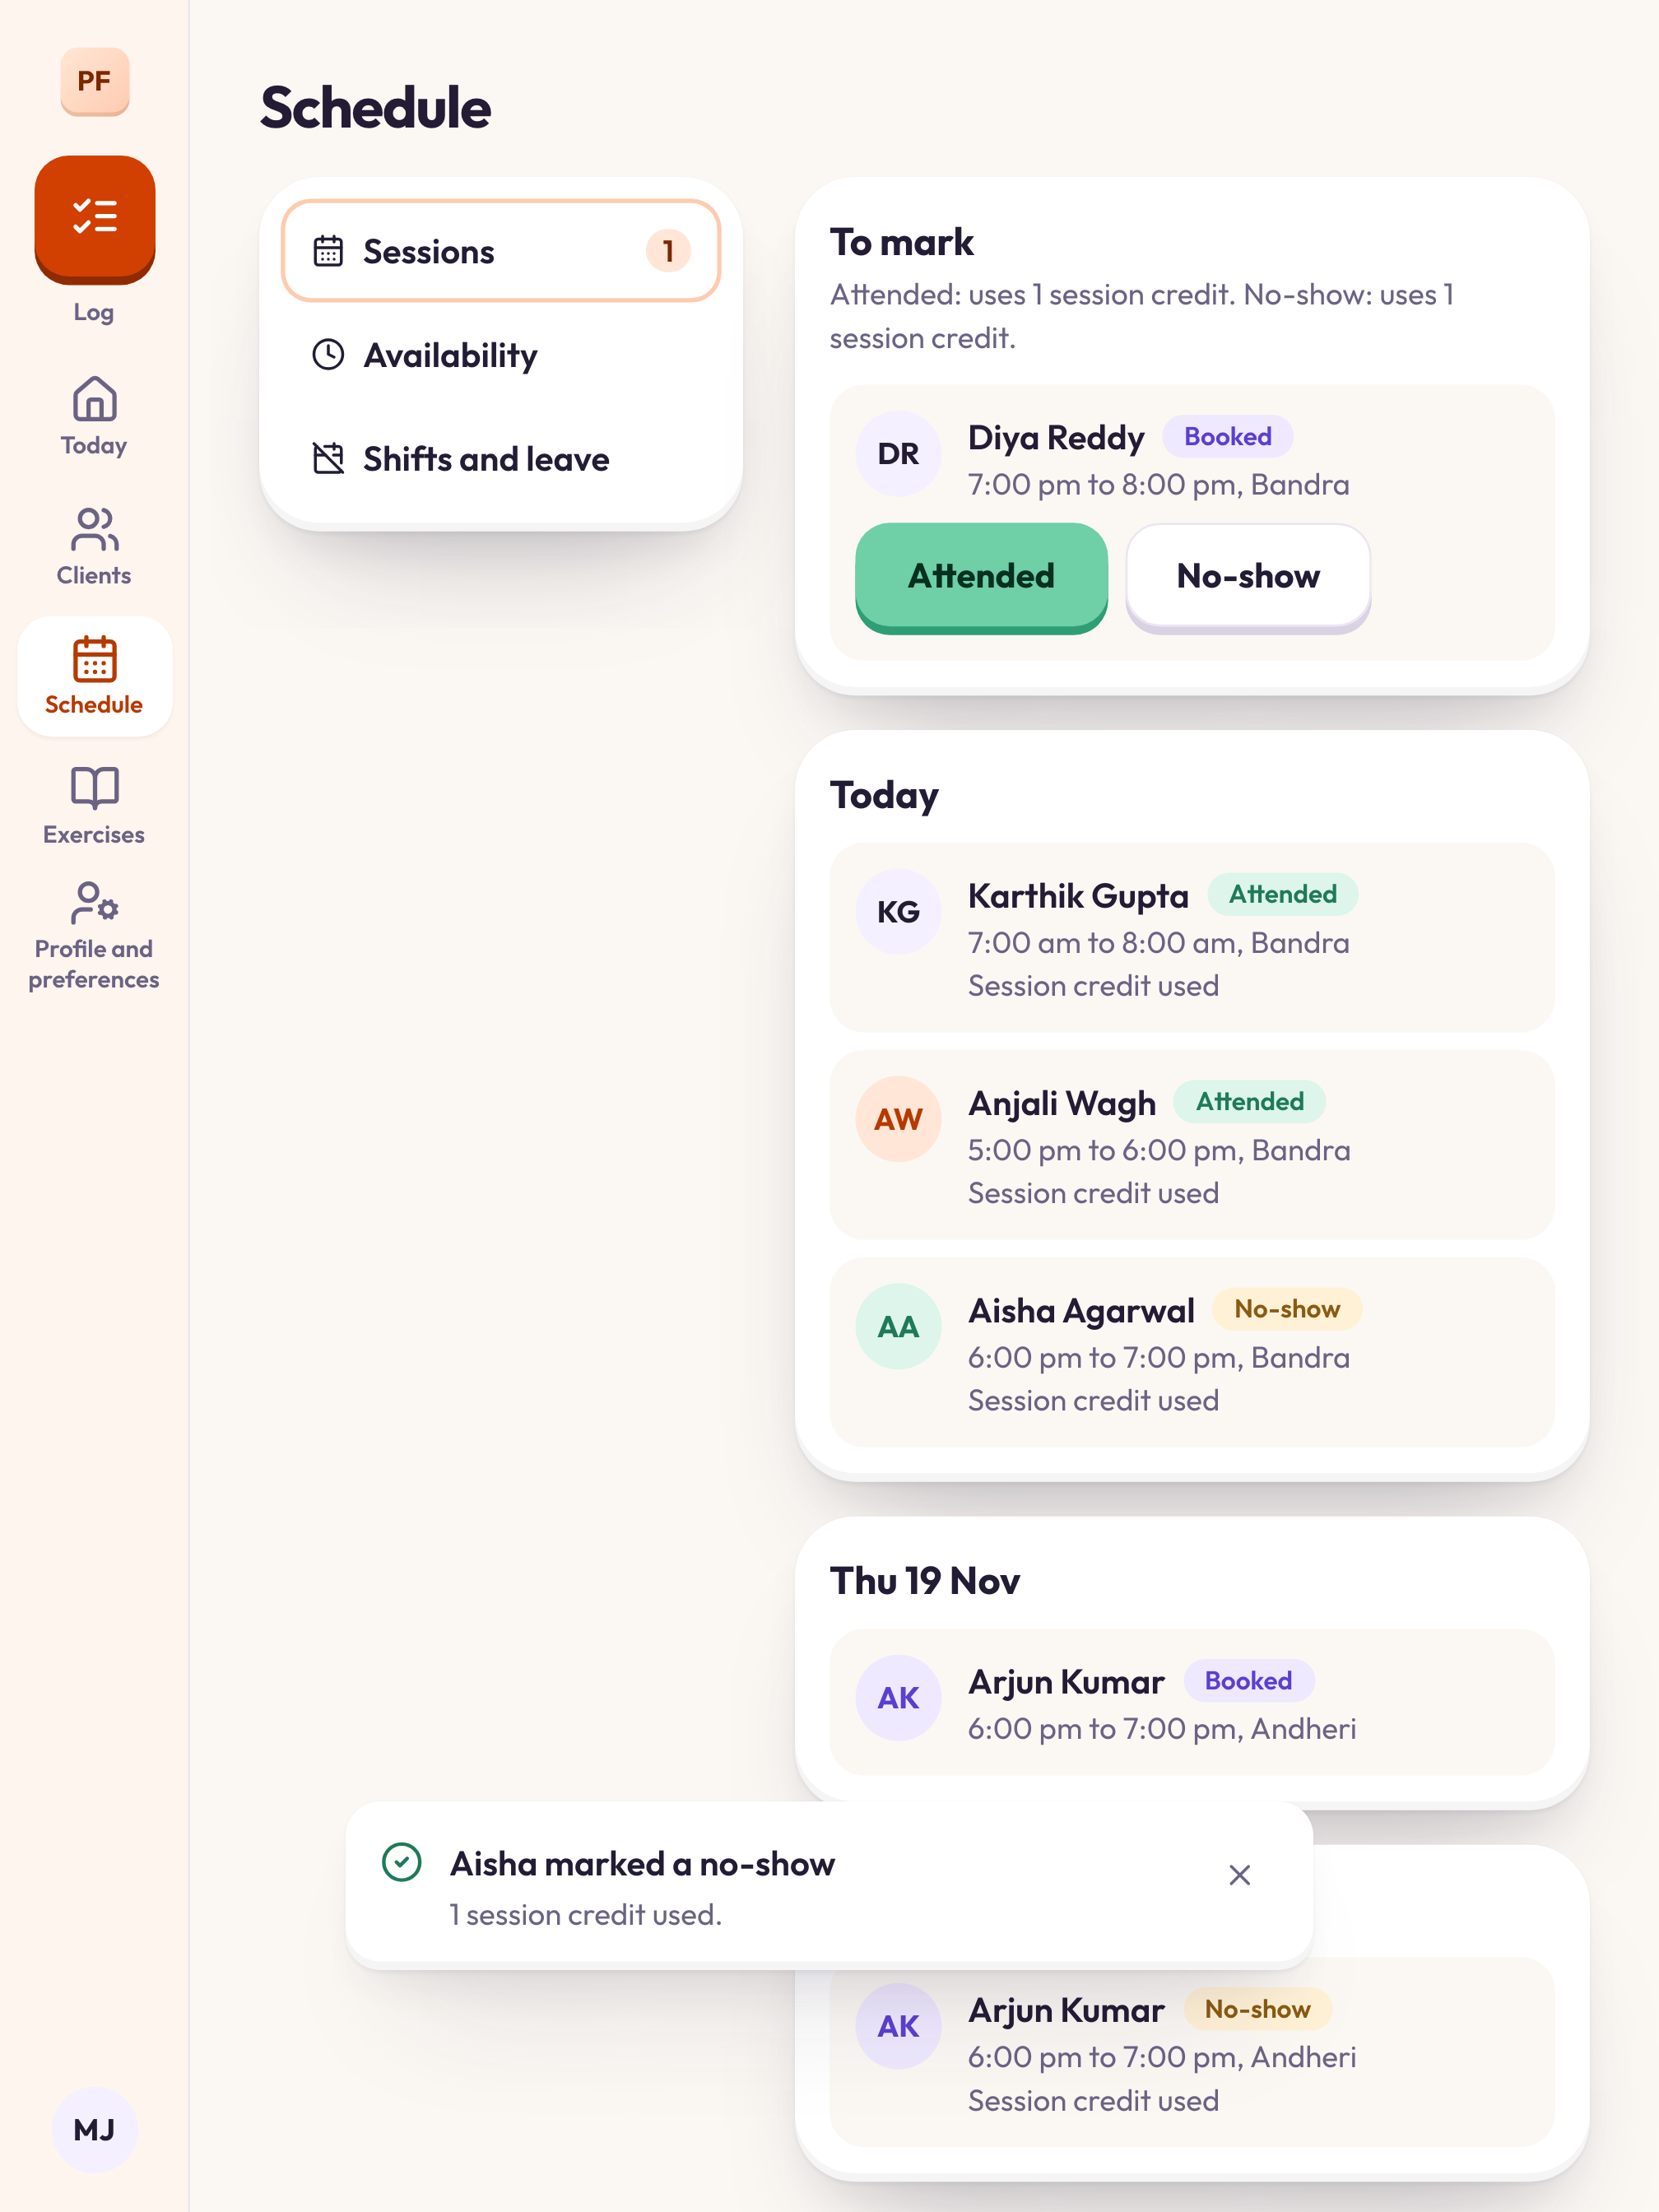 PF
Log
Today
Clients
Schedule
Exercises
Profile and
preferences
MJ
Schedule
Sessions 1
Availability
Shifts and leave
To mark
Attended: uses 1 session credit. No-show: uses 1
session credit.
DR
Diya Reddy Booked
7:00 pm to 8:00 pm, Bandra
Attended No-show
Today
KG
Karthik Gupta Attended
7:00 am to 8:00 am, Bandra
Session credit used
AW
Anjali Wagh Attended
5:00 pm to 6:00 pm, Bandra
Session credit used
AA
Aisha Agarwal No-show
6:00 pm to 7:00 pm, Bandra
Session credit used
Thu 19 Nov
AK
Arjun Kumar Booked
6:00 pm to 7:00 pm, Andheri
Aisha marked a no-show
1 session credit used.
AK
Arjun Kumar No-show
6:00 pm to 7:00 pm, Andheri
Session credit used